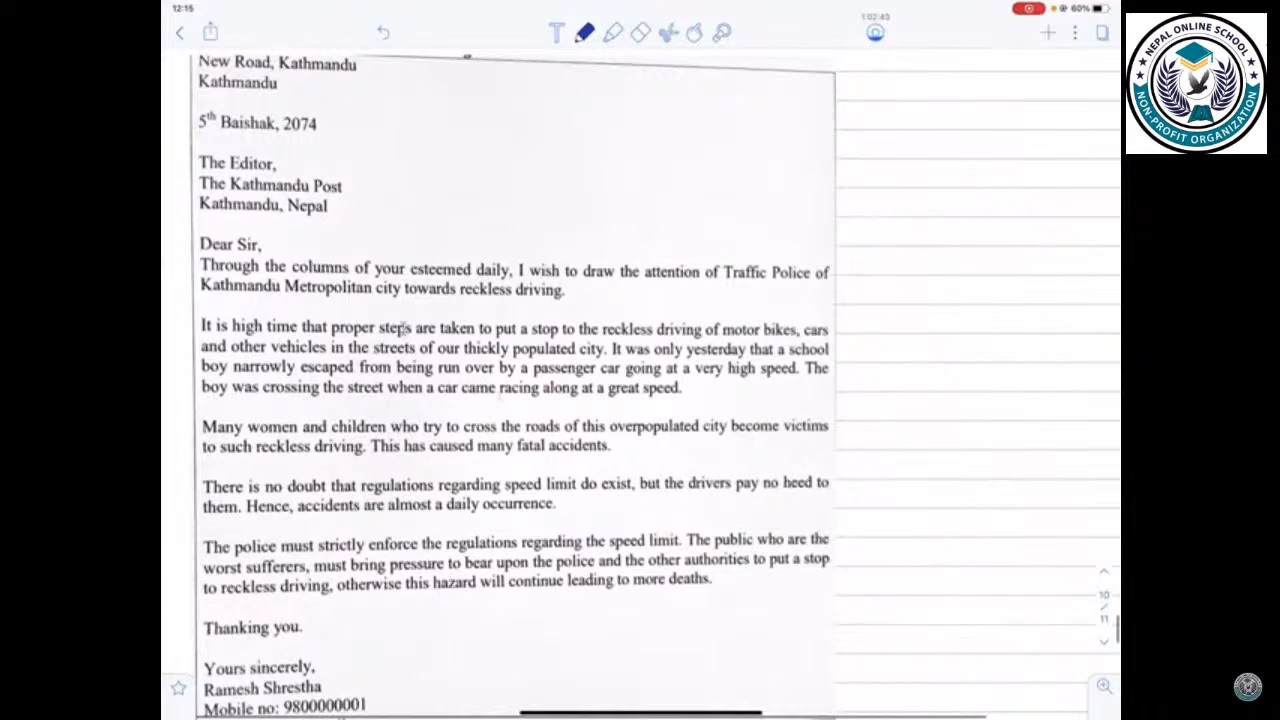 12:15
60%
1:02:43
NEPAL ONLINE SCHOOL
NON-PROFIT ORGANIZATION
New Road, Kathmandu
Kathmandu
5th Baishak, 2074
The Editor,
The Kathmandu Post
Kathmandu, Nepal
Dear Sir,
Through the columns of your esteemed daily, I wish to draw the attention of Traffic Police of
Kathmandu Metropolitan city towards reckless driving.
It is high time that proper steps are taken to put a stop to the reckless driving of motor bikes, cars
and other vehicles in the streets of our thickly populated city. It was only yesterday that a school
boy narrowly escaped from being run over by a passenger car going at a very high speed. The
boy was crossing the street when a car came racing along at a great speed.
Many women and children who try to cross the roads of this overpopulated city become victims
to such reckless driving. This has caused many fatal accidents.
There is no doubt that regulations regarding speed limit do exist, but the drivers pay no heed to
them. Hence, accidents are almost a daily occurrence.
The police must strictly enforce the regulations regarding the speed limit. The public who are the
worst sufferers, must bring pressure to bear upon the police and the other authorities to put a stop
to reckless driving, otherwise this hazard will continue leading to more deaths.
Thanking you.
Yours sincerely,
Ramesh Shrestha
Mobile no: 9800000001
10
/
11